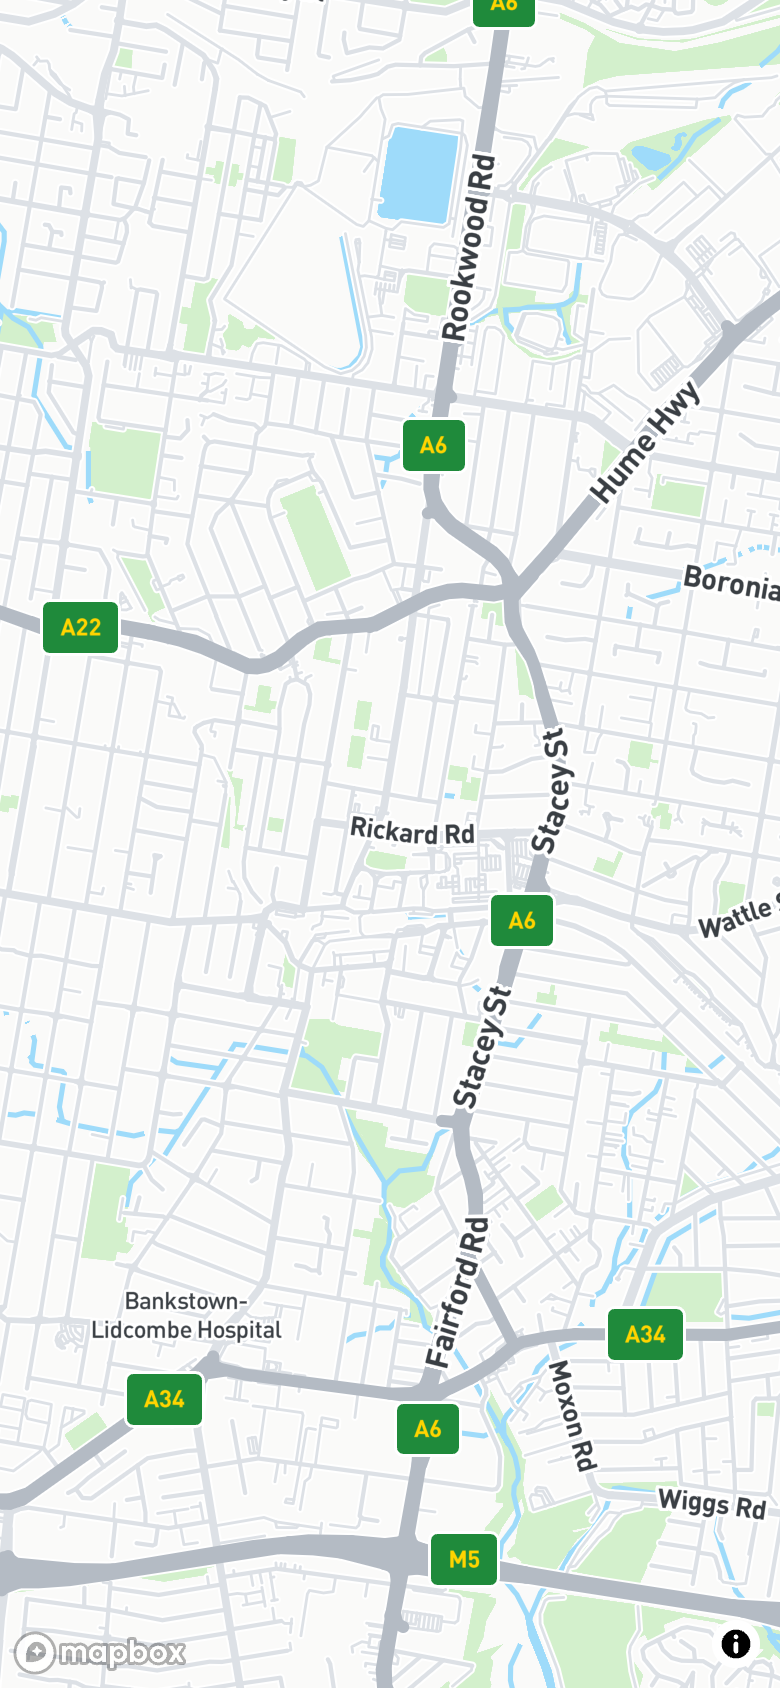 A6
Rookwood Rd
A6
Hume Hwy
Boronia
A22
Stacey St
Rickard Rd
A6
Wattle S
Stacey St
Fairford Rd
Bankstown-
Lidcombe Hospital
A34
A34
Moxon Rd
A6
Wiggs Rd
M5
mapbox
i